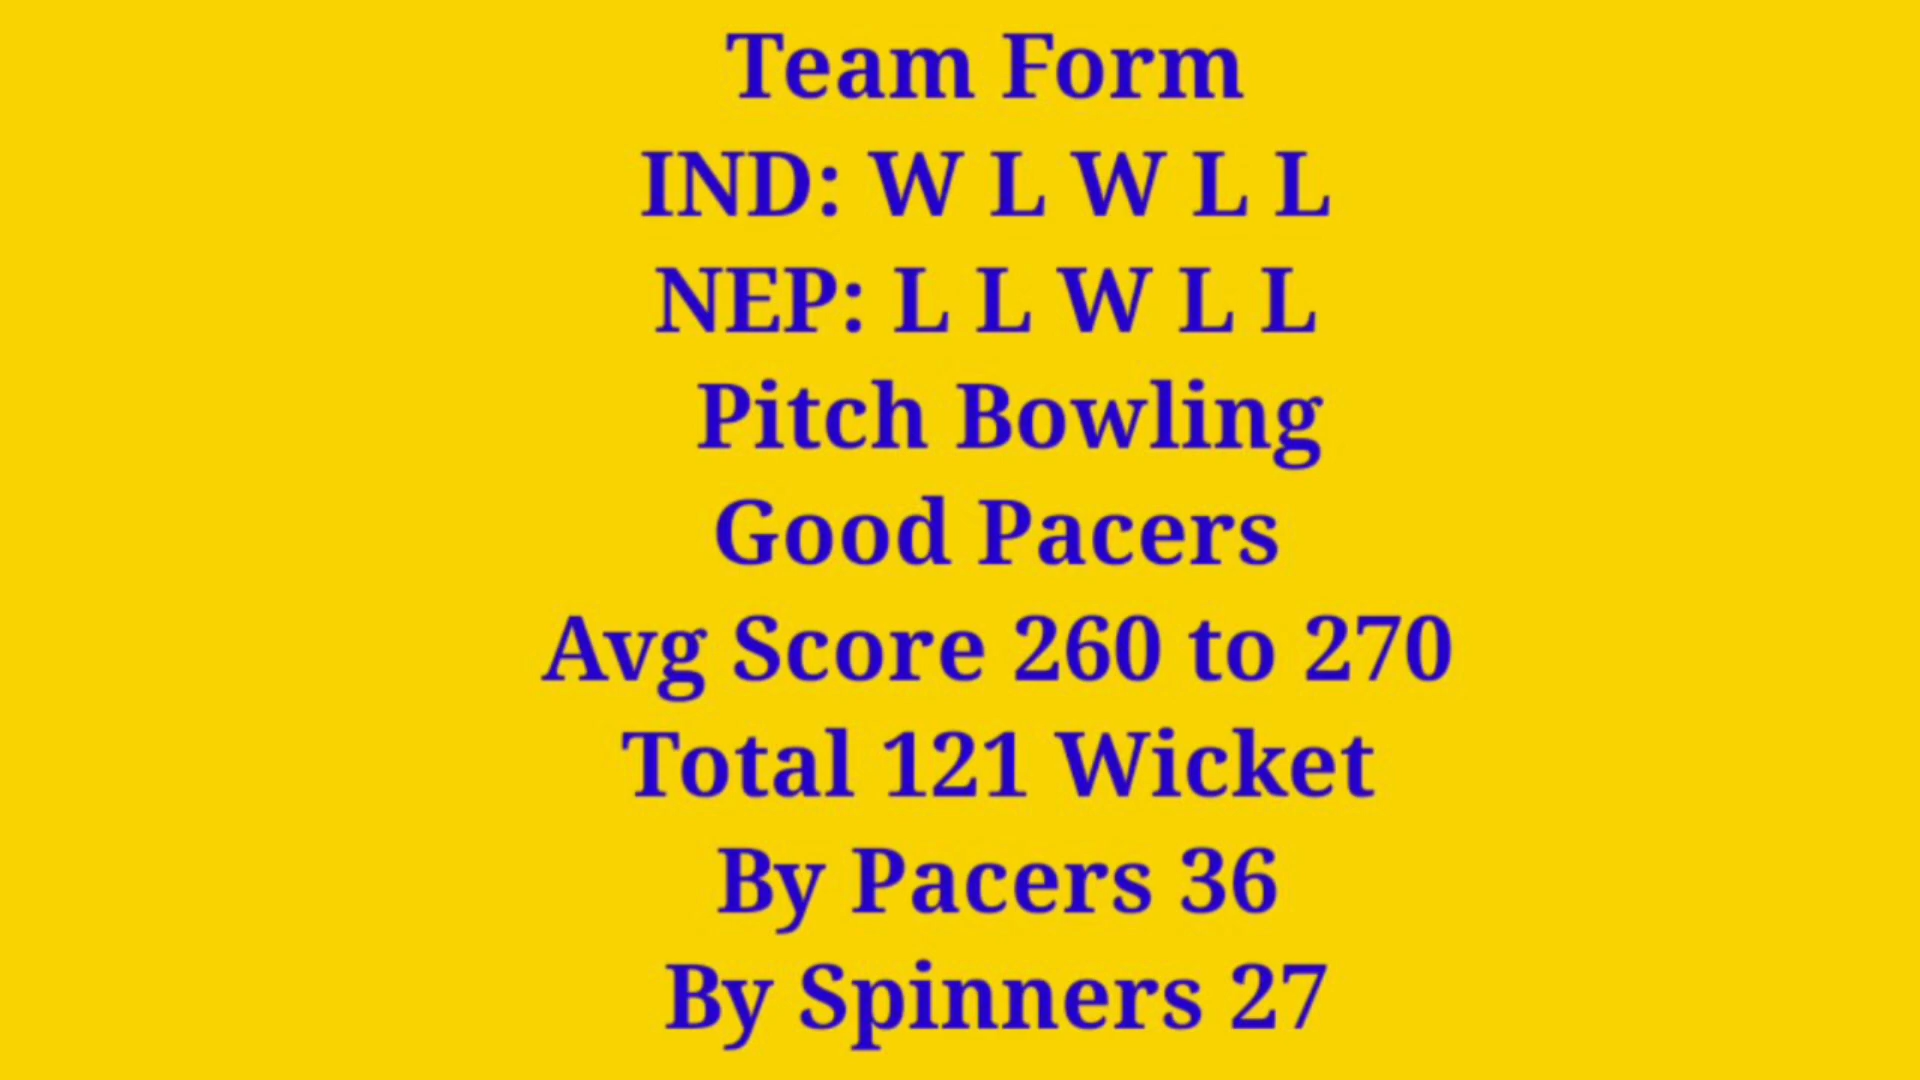 Team Form
IND: W L W L L
NEP: L L W L L
Pitch Bowling
Good Pacers
Avg Score 260 to 270
Total 121 Wicket
By Pacers 36
By Spinners 27